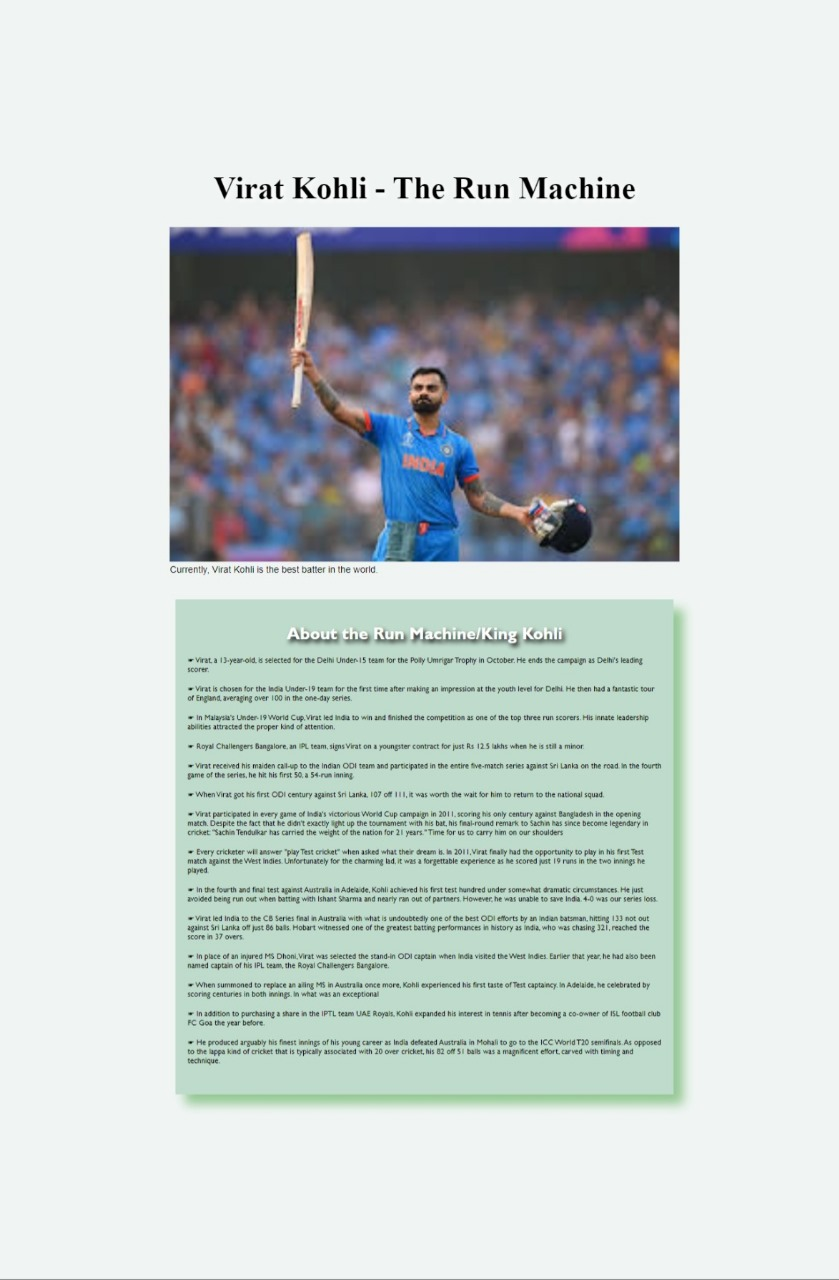 Virat Kohli - The Run Machine
INDIA
Currently, Virat Kohli is the best batter in the world.
About the Run Machine/King Kohli
☛ Virat, a 13-year-old, is selected for the Delhi Under-15 team for the Polly Umrigar Trophy in October. He ends the campaign as Delhi's leading
scorer.
☛ Virat is chosen for the India Under-19 team for the first time after making an impression at the youth level for Delhi. He then had a fantastic tour
of England, averaging over 100 in the one-day series.
☛ In Malaysia's Under-19 World Cup, Virat led India to win and finished the competition as one of the top three run scorers. His innate leadership
abilities attracted the proper kind of attention.
☛ Royal Challengers Bangalore, an IPL team, signs Virat on a youngster contract for just Rs 12.5 lakhs when he is still a minor.
☛ Virat received his maiden call-up to the Indian ODI team and participated in the entire five-match series against Sri Lanka on the road. In the fourth
game of the series, he hit his first 50, a 54-run inning.
☛ When Virat got his first ODI century against Sri Lanka, 107 off 111, it was worth the wait for him to return to the national squad.
☛ Virat participated in every game of India's victorious World Cup campaign in 2011, scoring his only century against Bangladesh in the opening
match. Despite the fact that he didn't exactly light up the tournament with his bat, his final-round remark to Sachin has since become legendary in
cricket: "Sachin Tendulkar has carried the weight of the nation for 21 years." Time for us to carry him on our shoulders
☛ Every cricketer will answer "play Test cricket" when asked what their dream is. In 2011, Virat finally had the opportunity to play in his first Test
match against the West Indies. Unfortunately for the charming lad, it was a forgettable experience as he scored just 19 runs in the two innings he
played.
☛ In the fourth and final test against Australia in Adelaide, Kohli achieved his first test hundred under somewhat dramatic circumstances. He just
avoided being run out when batting with Ishant Sharma and nearly ran out of partners. However, he was unable to save India. 4-0 was our series loss.
☛ Virat led India to the CB Series final in Australia with what is undoubtedly one of the best ODI efforts by an Indian batsman, hitting 133 not out
against Sri Lanka off just 86 balls. Hobart witnessed one of the greatest batting performances in history as India, who was chasing 321, reached the
score in 37 overs.
☛ In place of an injured MS Dhoni, Virat was selected the stand-in ODI captain when India visited the West Indies. Earlier that year, he had also been
named captain of his IPL team, the Royal Challengers Bangalore.
☛ When summoned to replace an ailing MS in Australia once more, Kohli experienced his first taste of Test captaincy. In Adelaide, he celebrated by
scoring centuries in both innings. In what was an exceptional
☛ In addition to purchasing a share in the IPTL team UAE Royals, Kohli expanded his interest in tennis after becoming a co-owner of ISL football club
FC Goa the year before.
☛ He produced arguably his finest innings of his young career as India defeated Australia in Mohali to go to the ICC World T20 semifinals. As opposed
to the lappa kind of cricket that is typically associated with 20 over cricket, his 82 off 51 balls was a magnificent effort, carved with timing and
technique.